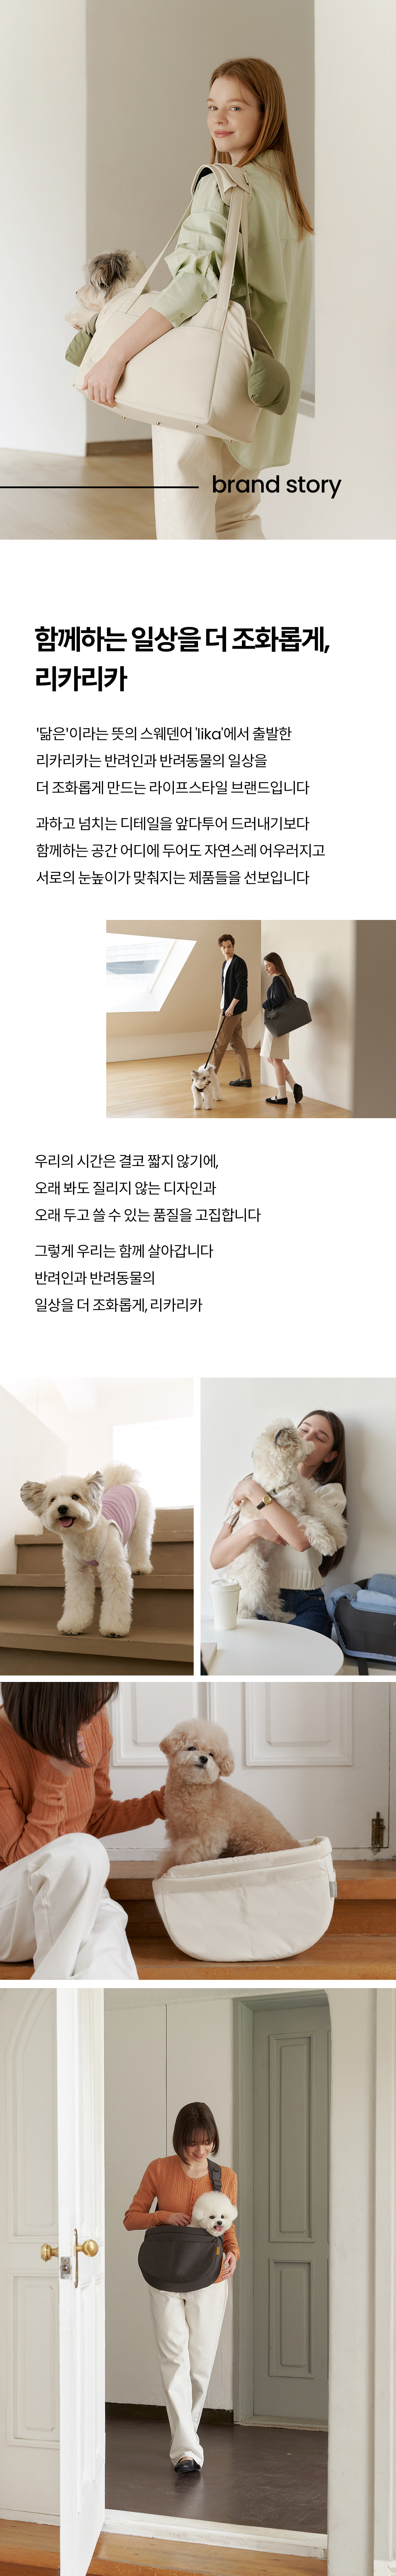 brand story
함께하는 일상을 더 조화롭게,
리카리카
'닮은'이라는 뜻의 스웨덴어 'lika'에서 출발한
리카리카는 반려인과 반려동물의 일상을
더 조화롭게 만드는 라이프스타일 브랜드입니다
과하고 넘치는 디테일을 앞다투어 드러내기보다
함께하는 공간 어디에 두어도 자연스레 어우러지고
서로의 눈높이가 맞춰지는 제품들을 선보입니다
우리의 시간은 결코 짧지 않기에,
오래 봐도 질리지 않는 디자인과
오래 두고 쓸 수 있는 품질을 고집합니다
그렇게 우리는 함께 살아갑니다
반려인과 반려동물의
일상을 더 조화롭게, 리카리카